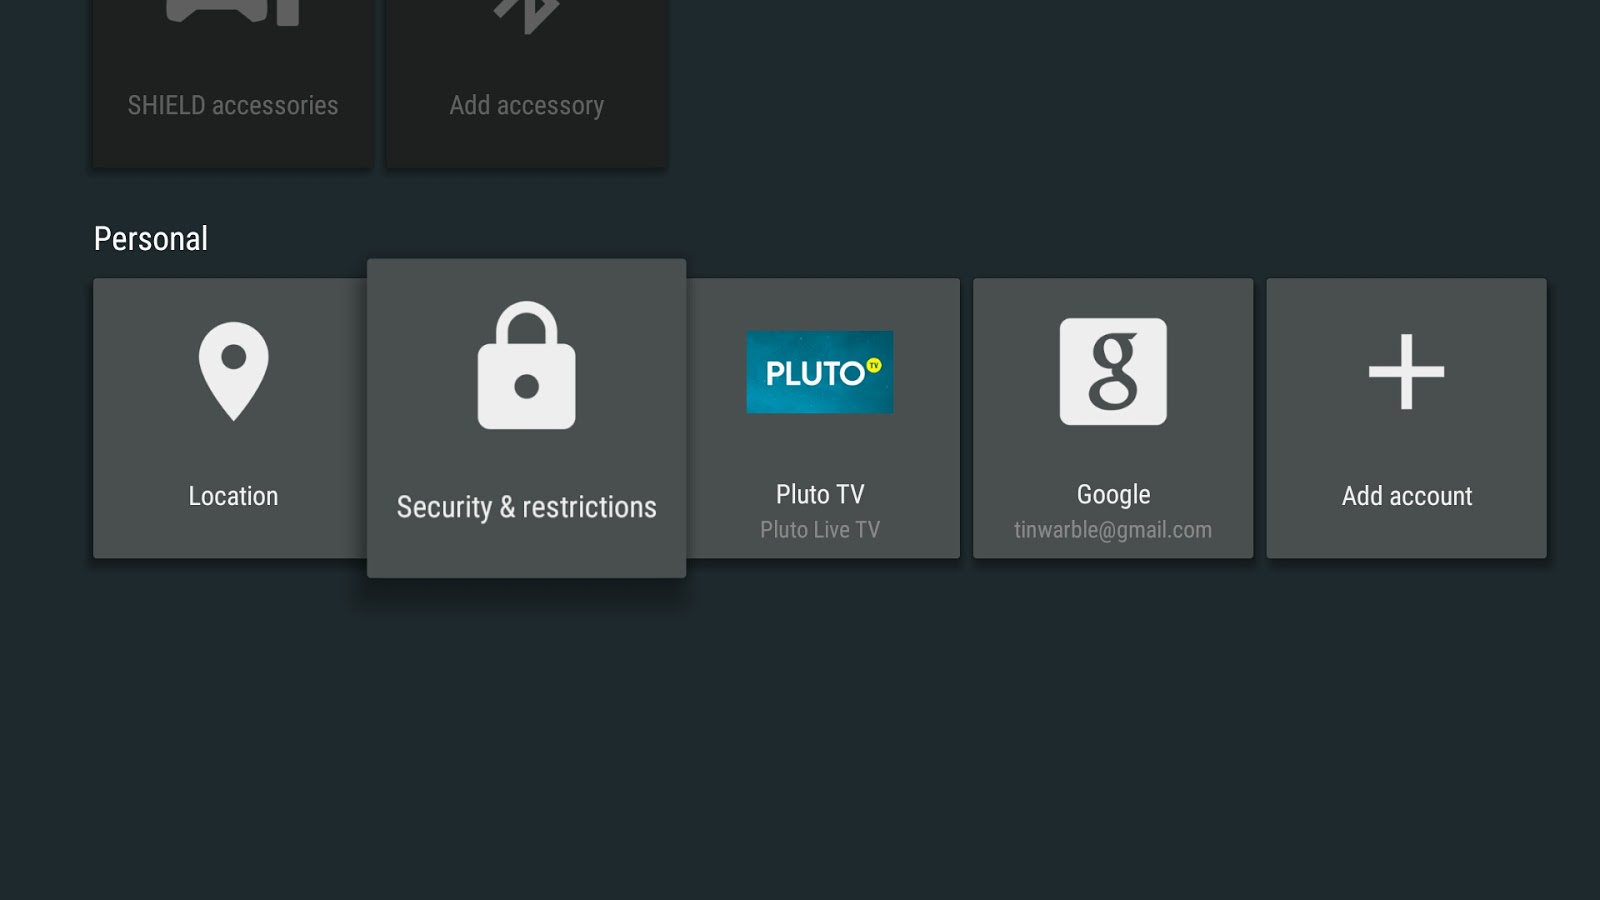 SHIELD accessories
Add accessory
Personal
Location
Security & restrictions
PLUTO TV
Pluto TV
Pluto Live TV
g
Google
tinwarble@gmail.com
Add account